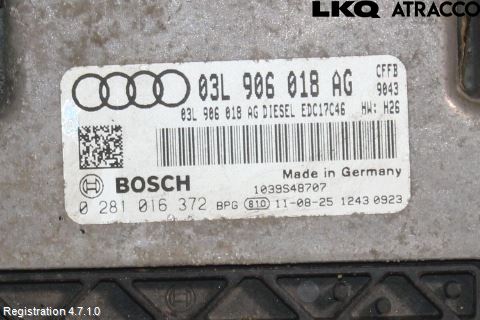 LKQ ATRACCO
03L 906 018 AG CFFB
9043
03L 906 018 AG DIESEL EDC17C46 HW: H26
Made in Germany
BOSCH
1039S48707
0 281 016 372 BPG 810 11-08-25 1243 0923
Registration 4.7.1.0